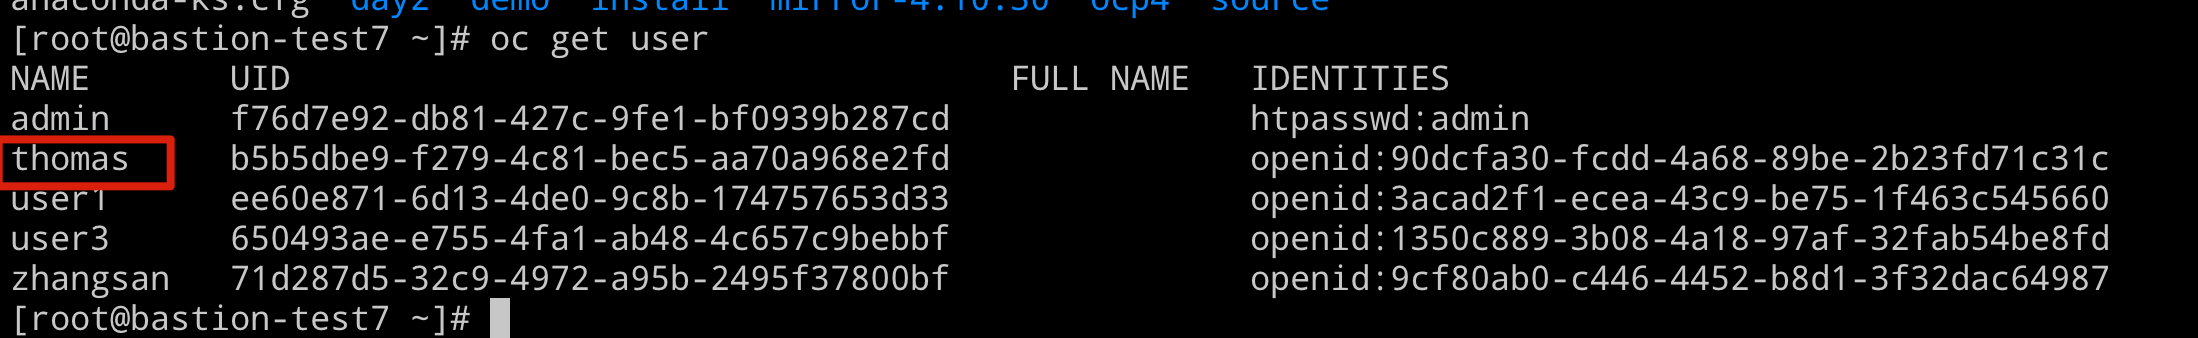 anaconda-ks.cfg  day2  demo  install  mirror-4.10.30  ocp4  source
[root@bastion-test7 ~]# oc get user
NAME       UID                                    FULL NAME   IDENTITIES
admin      f76d7e92-db81-427c-9fe1-bf0939b287cd               htpasswd:admin
thomas     b5b5dbe9-f279-4c81-bec5-aa70a968e2fd               openid:90dcfa30-fcdd-4a68-89be-2b23fd71c31c
user1      ee60e871-6d13-4de0-9c8b-174757653d33               openid:3acad2f1-ecea-43c9-be75-1f463c545660
user3      650493ae-e755-4fa1-ab48-4c657c9bebbf               openid:1350c889-3b08-4a18-97af-32fab54be8fd
zhangsan   71d287d5-32c9-4972-a95b-2495f37800bf               openid:9cf80ab0-c446-4452-b8d1-3f32dac64987
[root@bastion-test7 ~]#